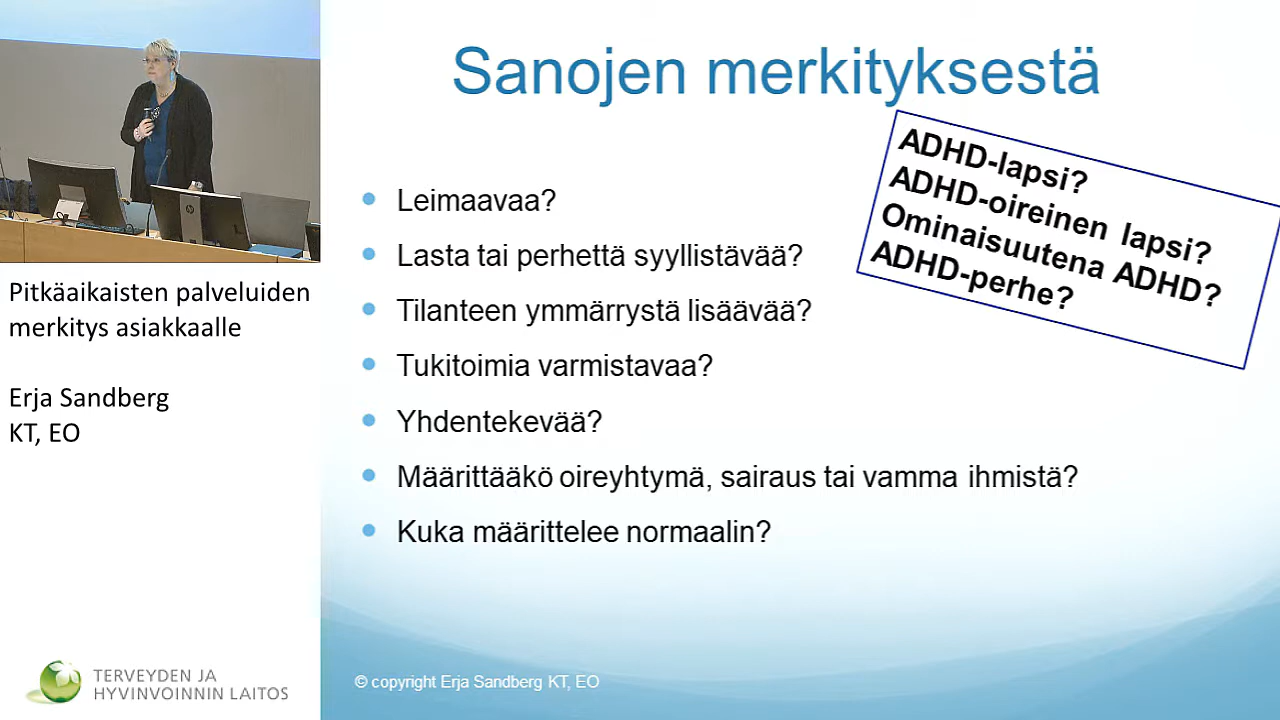 Sanojen merkityksestä
ADHD-lapsi?
ADHD-oireinen lapsi?
Ominaisuutena ADHD?
ADHD-perhe?
Leimaavaa?
Lasta tai perhettä syyllistävää?
Tilanteen ymmärrystä lisäävää?
Tukitoimia varmistavaa?
Yhdentekevää?
Määrittääkö oireyhtymä, sairaus tai vamma ihmistä?
Kuka määrittelee normaalin?
Pitkäaikaisten palveluiden
merkitys asiakkaalle
Erja Sandberg
KT, EO
TERVEYDEN JA
HYVINVOINNIN LAITOS
© copyright Erja Sandberg KT, EO